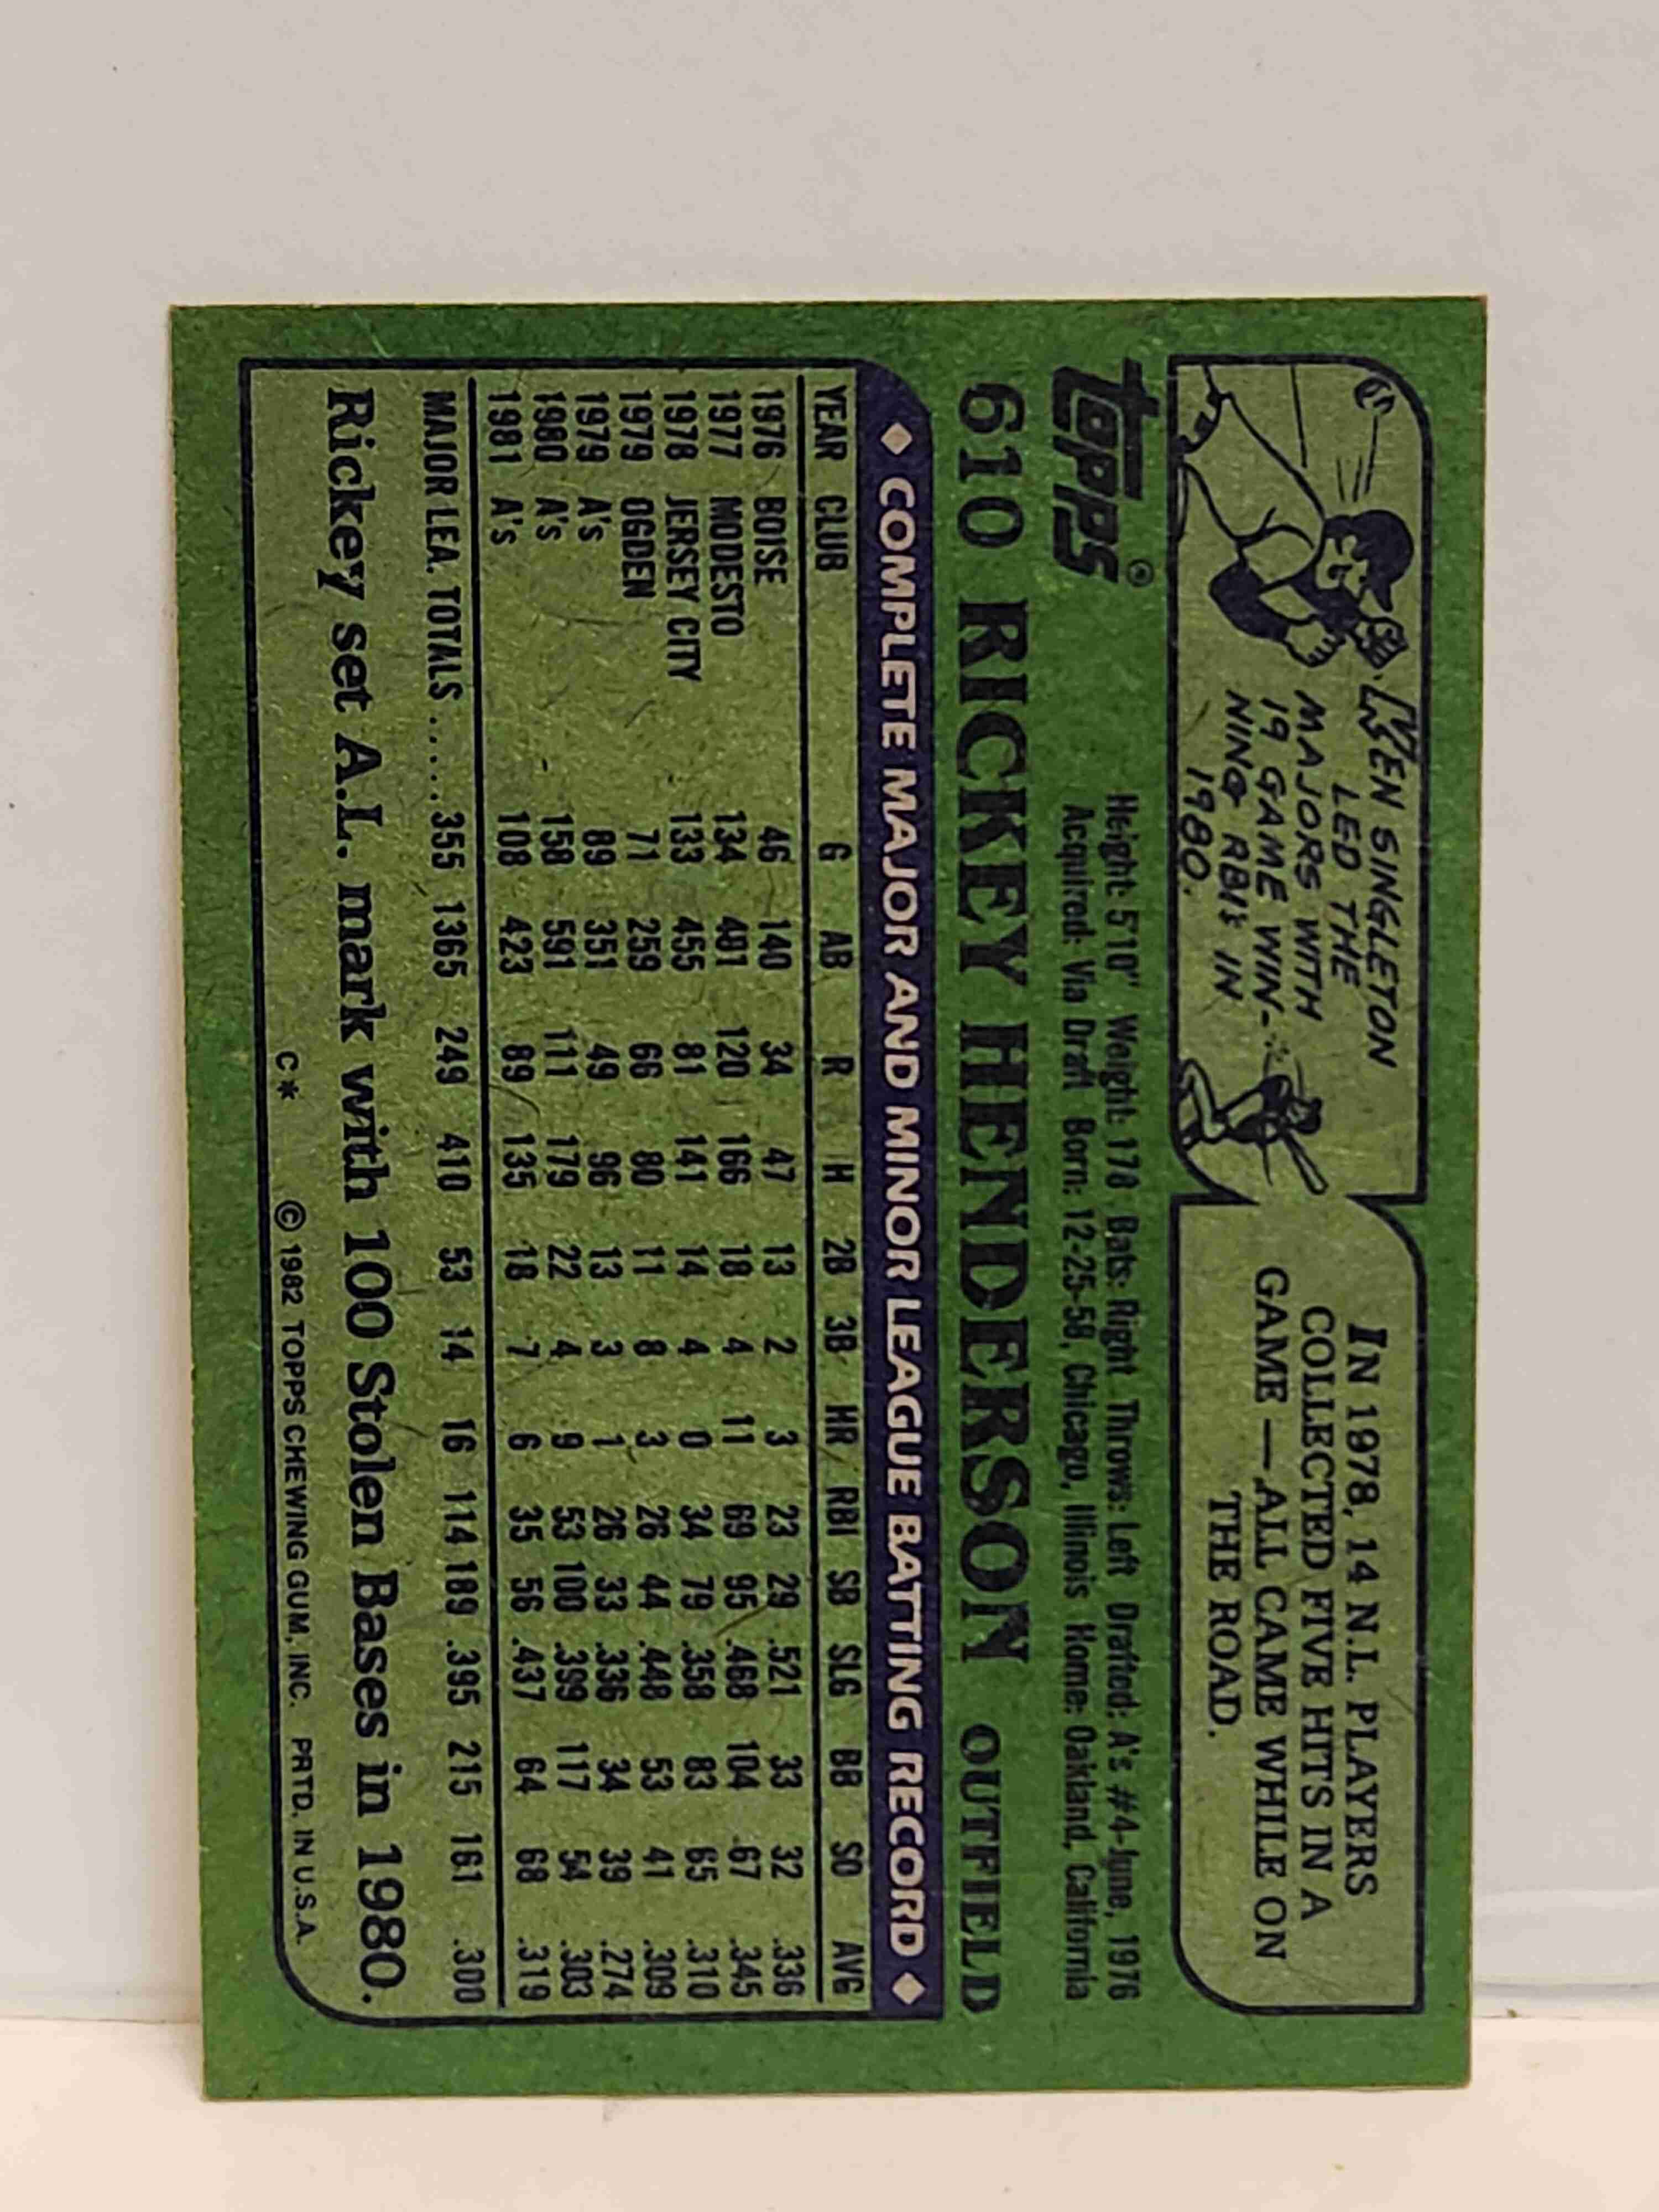 KEN SINGLETON
LED THE
MAJORS WITH
19 GAME WIN-
NING RBI's IN
1980.
IN 1978, 14 N.L. PLAYERS
COLLECTED FIVE HITS IN A
GAME — ALL CAME WHILE ON
THE ROAD.
topps®
Height: 5'10" Weight: 178 Bats: Right Throws: Left Drafted: A's #4-June, 1976
Acquired: Via Draft Born: 12-25-58, Chicago, Illinois Home: Oakland, California
610 RICKEY HENDERSON OUTFIELD
◆ COMPLETE MAJOR AND MINOR LEAGUE BATTING RECORD ◆
YEAR CLUB G AB R H 2B 3B HR RBI SB SLG BB SO AVG
1976 BOISE 46 140 34 47 13 2 3 23 29 .521 33 32 .336
1977 MODESTO 134 481 120 166 18 4 11 69 95 .468 104 67 .345
1978 JERSEY CITY 133 455 81 141 14 4 0 34 79 .358 83 65 .310
1979 OGDEN 71 259 66 80 11 8 3 26 44 .448 53 41 .309
1979 A's 89 351 49 96 13 3 1 26 33 .336 34 39 .274
1980 A's 158 591 111 179 22 4 9 53 100 .399 117 54 .303
1981 A's 108 423 89 135 18 7 6 35 56 .437 64 68 .319
MAJOR LEA. TOTALS ...... 355 1365 249 410 53 14 16 114 189 .395 215 161 .300
Rickey set A.L. mark with 100 Stolen Bases in 1980.
C* © 1982 TOPPS CHEWING GUM, INC. PRTD. IN U.S.A.